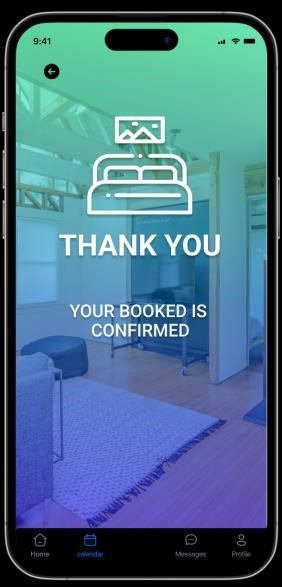 9:41
THANK YOU
YOUR BOOKED IS
CONFIRMED
Home
calendar
Messages
Profile